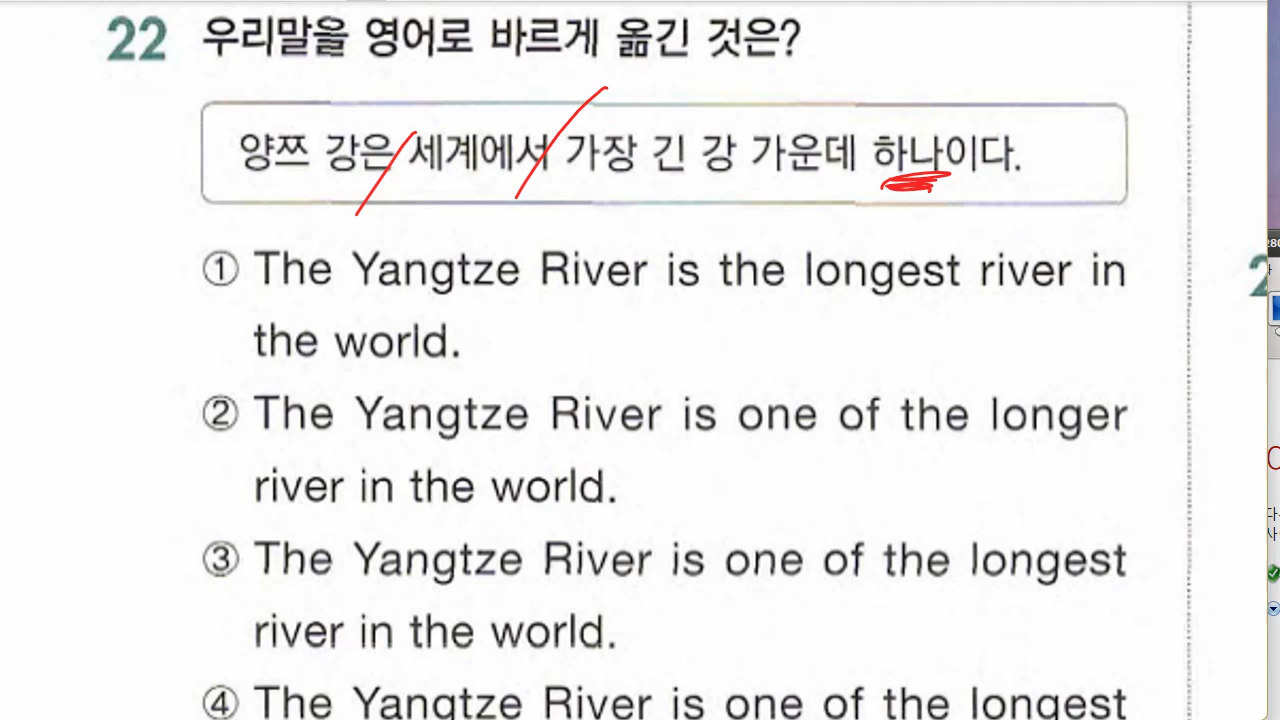 22 우리말을 영어로 바르게 옮긴 것은?
양쯔 강은 세계에서 가장 긴 강 가운데 하나이다.
① The Yangtze River is the longest river in
the world.
② The Yangtze River is one of the longer
river in the world.
③ The Yangtze River is one of the longest
river in the world.
④ The Yangtze River is one of the longest